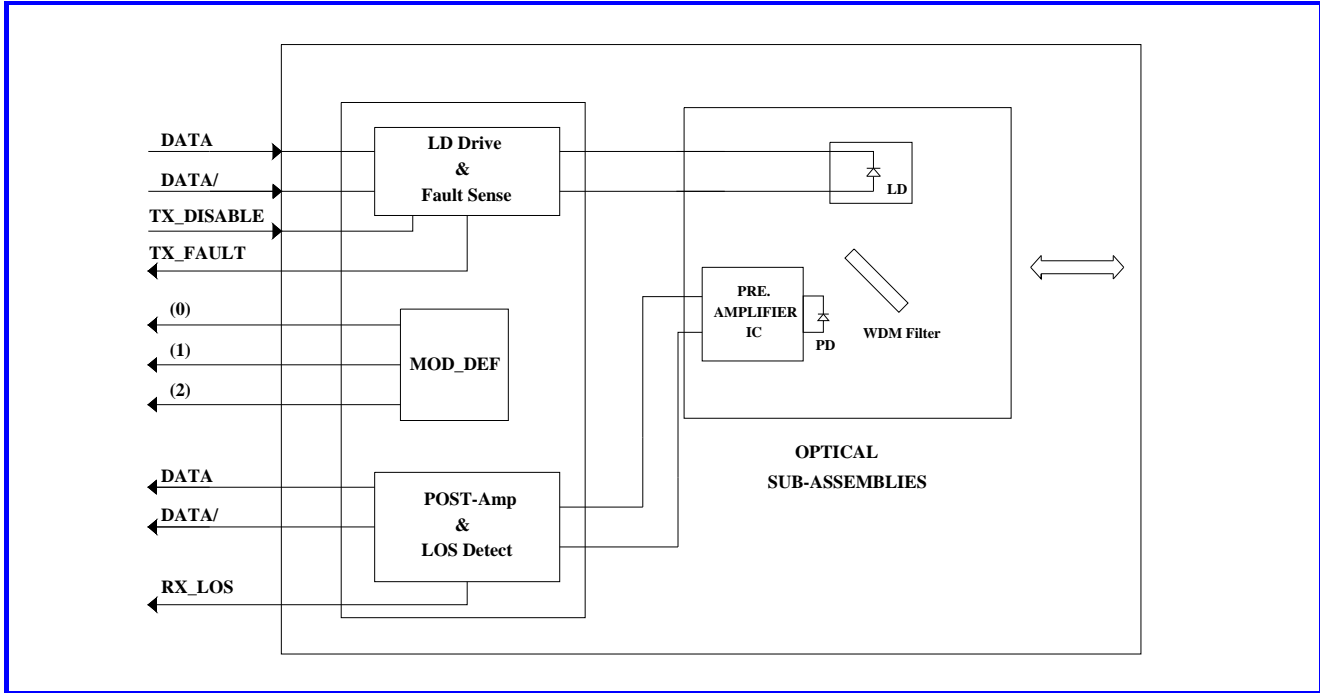 DATA
DATA/
TX_DISABLE
TX_FAULT
(0)
(1)
(2)
DATA
DATA/
RX_LOS
LD Drive
&
Fault Sense
MOD_DEF
POST-Amp
&
LOS Detect
LD
PRE.
AMPLIFIER
IC
PD
WDM Filter
OPTICAL
SUB-ASSEMBLIES